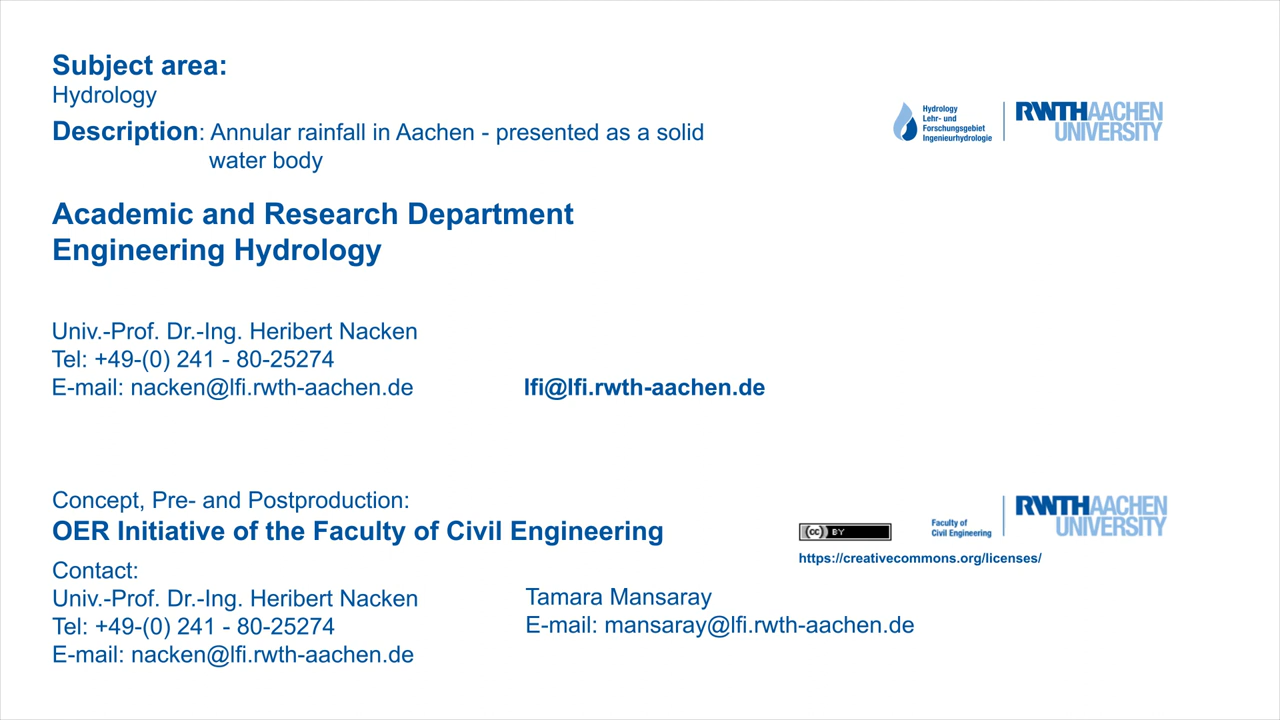 Subject area:
Hydrology
Description: Annular rainfall in Aachen - presented as a solid
water body
Hydrology
Lehr- und
Forschungsgebiet
Ingenieurhydrologie
RWTHAACHEN
UNIVERSITY
Academic and Research Department
Engineering Hydrology
Univ.-Prof. Dr.-Ing. Heribert Nacken
Tel: +49-(0) 241 - 80-25274
E-mail: nacken@lfi.rwth-aachen.de
lfi@lfi.rwth-aachen.de
Concept, Pre- and Postproduction:
OER Initiative of the Faculty of Civil Engineering
cc BY
https://creativecommons.org/licenses/
Faculty of
Civil Engineering
RWTHAACHEN
UNIVERSITY
Contact:
Univ.-Prof. Dr.-Ing. Heribert Nacken
Tel: +49-(0) 241 - 80-25274
E-mail: nacken@lfi.rwth-aachen.de
Tamara Mansaray
E-mail: mansaray@lfi.rwth-aachen.de